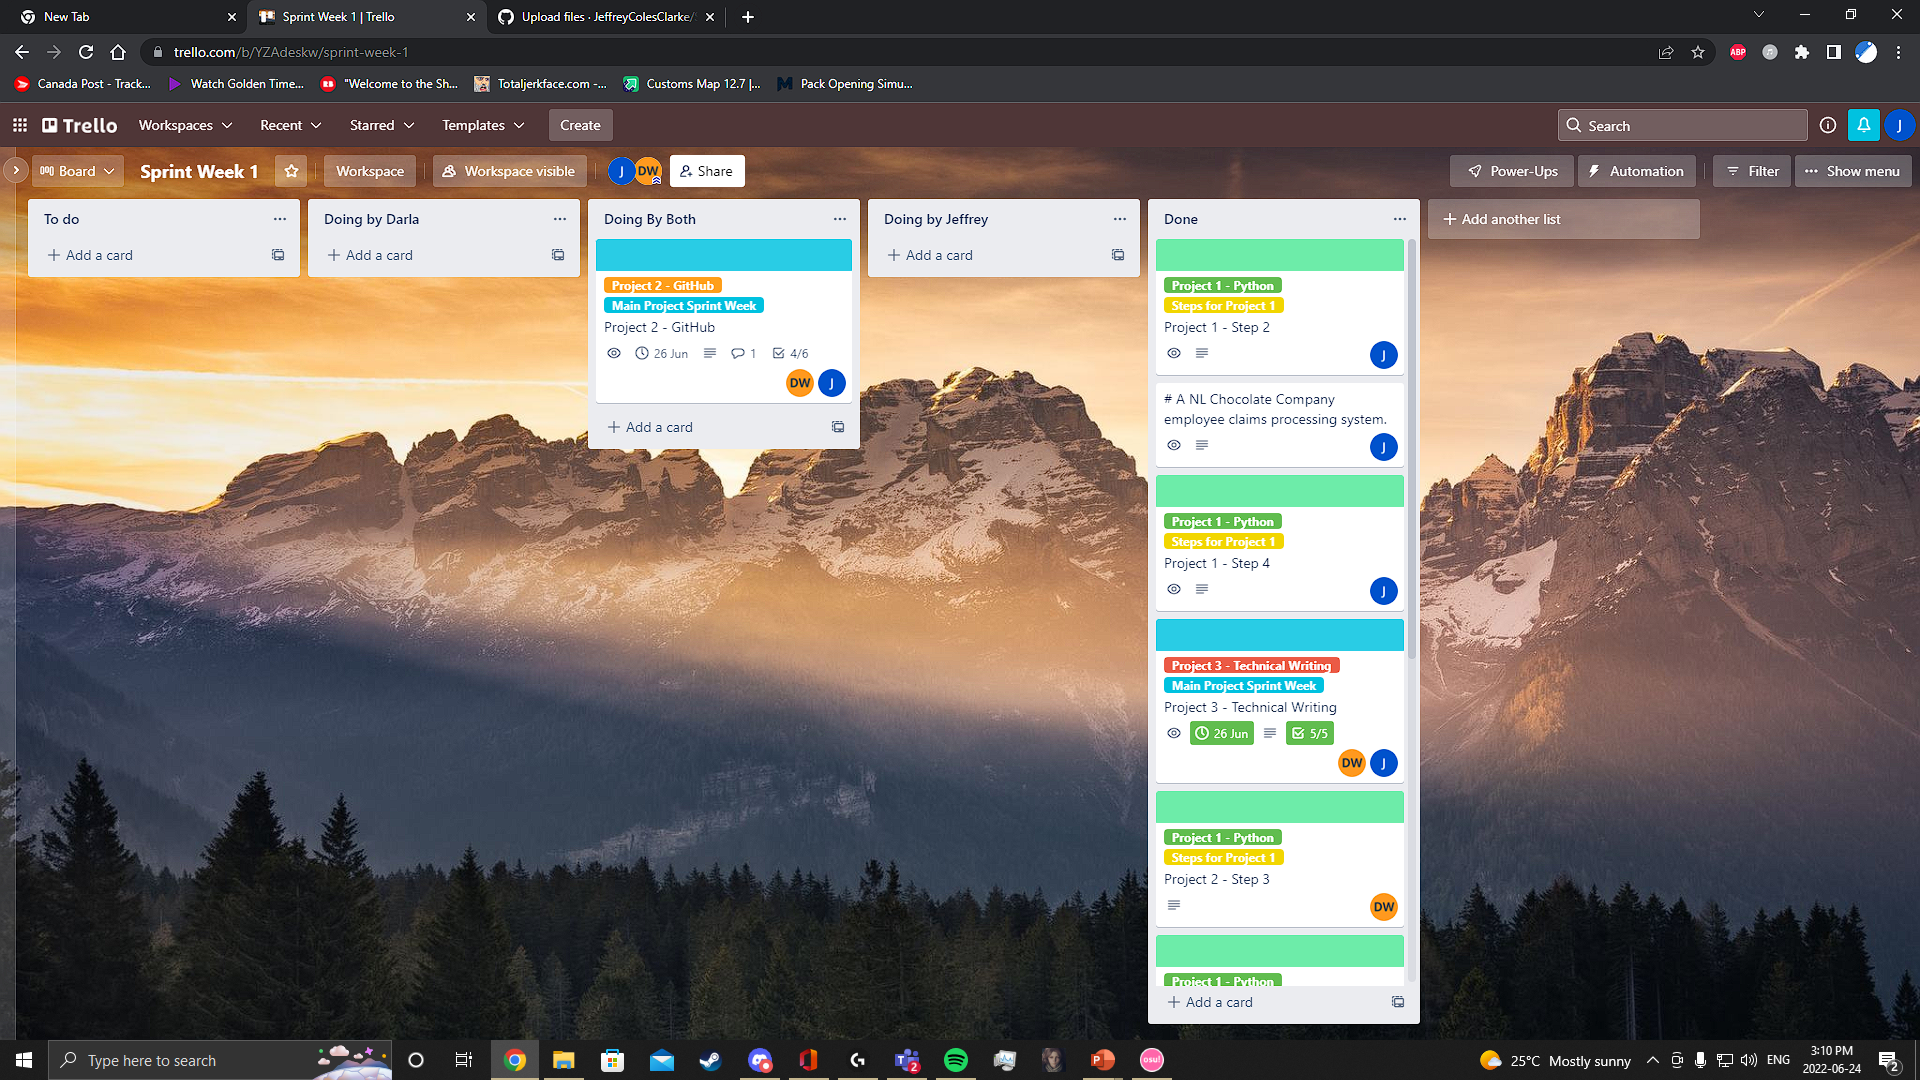 New Tab
Sprint Week 1 | Trello
Upload files · JeffreyColesClarke/
trello.com/b/YZAdeskw/sprint-week-1
ABP
Canada Post - Track...
Watch Golden Time...
"Welcome to the Sh...
Totaljerkface.com -...
Customs Map 12.7 |...
Pack Opening Simu...
Trello
Workspaces
Recent
Starred
Templates
Create
Search
J
Board
Sprint Week 1
Workspace
Workspace visible
J
DW
Share
Power-Ups
Automation
Filter
Show menu
To do
Add a card
Doing by Darla
Add a card
Doing By Both
Project 2 - GitHub
Main Project Sprint Week
Project 2 - GitHub
26 Jun
1
4/6
DW
J
Add a card
Doing by Jeffrey
Add a card
Done
Project 1 - Python
Steps for Project 1
Project 1 - Step 2
J
# A NL Chocolate Company
employee claims processing system.
J
Project 1 - Python
Steps for Project 1
Project 1 - Step 4
J
Project 3 - Technical Writing
Main Project Sprint Week
Project 3 - Technical Writing
26 Jun
5/5
DW
J
Project 1 - Python
Steps for Project 1
Project 2 - Step 3
DW
Project 1 - Python
Add a card
Add another list
Type here to search
2
osu!
25°C Mostly sunny
ENG
3:10 PM
2022-06-24
2